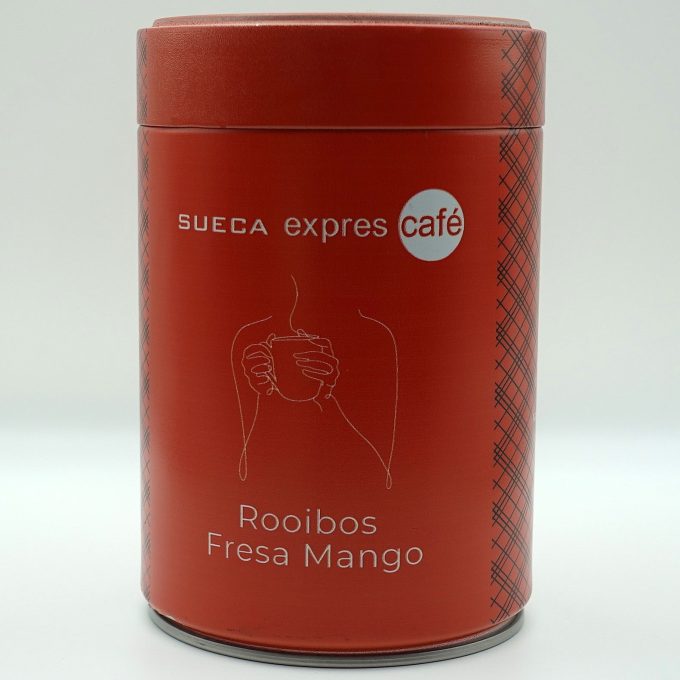 SUECA expres café
Rooibos
Fresa Mango